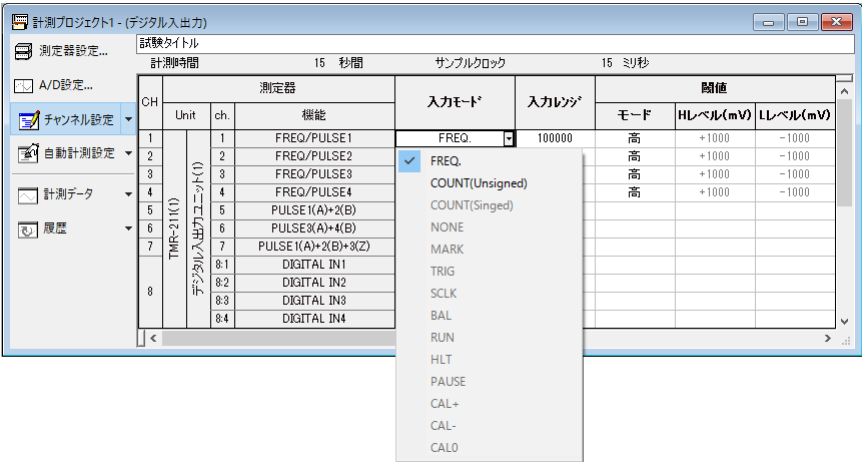 計測プロジェクト1 - (デジタル入出力)
測定器設定...
A/D設定...
チャンネル設定
自動計測設定
計測データ
履歴
試験タイトル
計測時間 15 秒間 サンプルクロック 15 ミリ秒
CH 測定器 入力モード 入力レンジ 閾値
Unit ch. 機能 モード Hレベル(mV) Lレベル(mV)
TMR-211(1)
デジタル入出力ユニット(1)
1 1 FREQ/PULSE1 FREQ. 100000 高 +1000 -1000
2 2 FREQ/PULSE2 高 +1000 -1000
3 3 FREQ/PULSE3 高 +1000 -1000
4 4 FREQ/PULSE4 高 +1000 -1000
5 5 PULSE1(A)+2(B)
6 6 PULSE3(A)+4(B)
7 7 PULSE1(A)+2(B)+3(Z)
8 8:1 DIGITAL IN1
8:2 DIGITAL IN2
8:3 DIGITAL IN3
8:4 DIGITAL IN4
FREQ.
COUNT(Unsigned)
COUNT(Singed)
NONE
MARK
TRIG
SCLK
BAL
RUN
HLT
PAUSE
CAL+
CAL-
CAL0